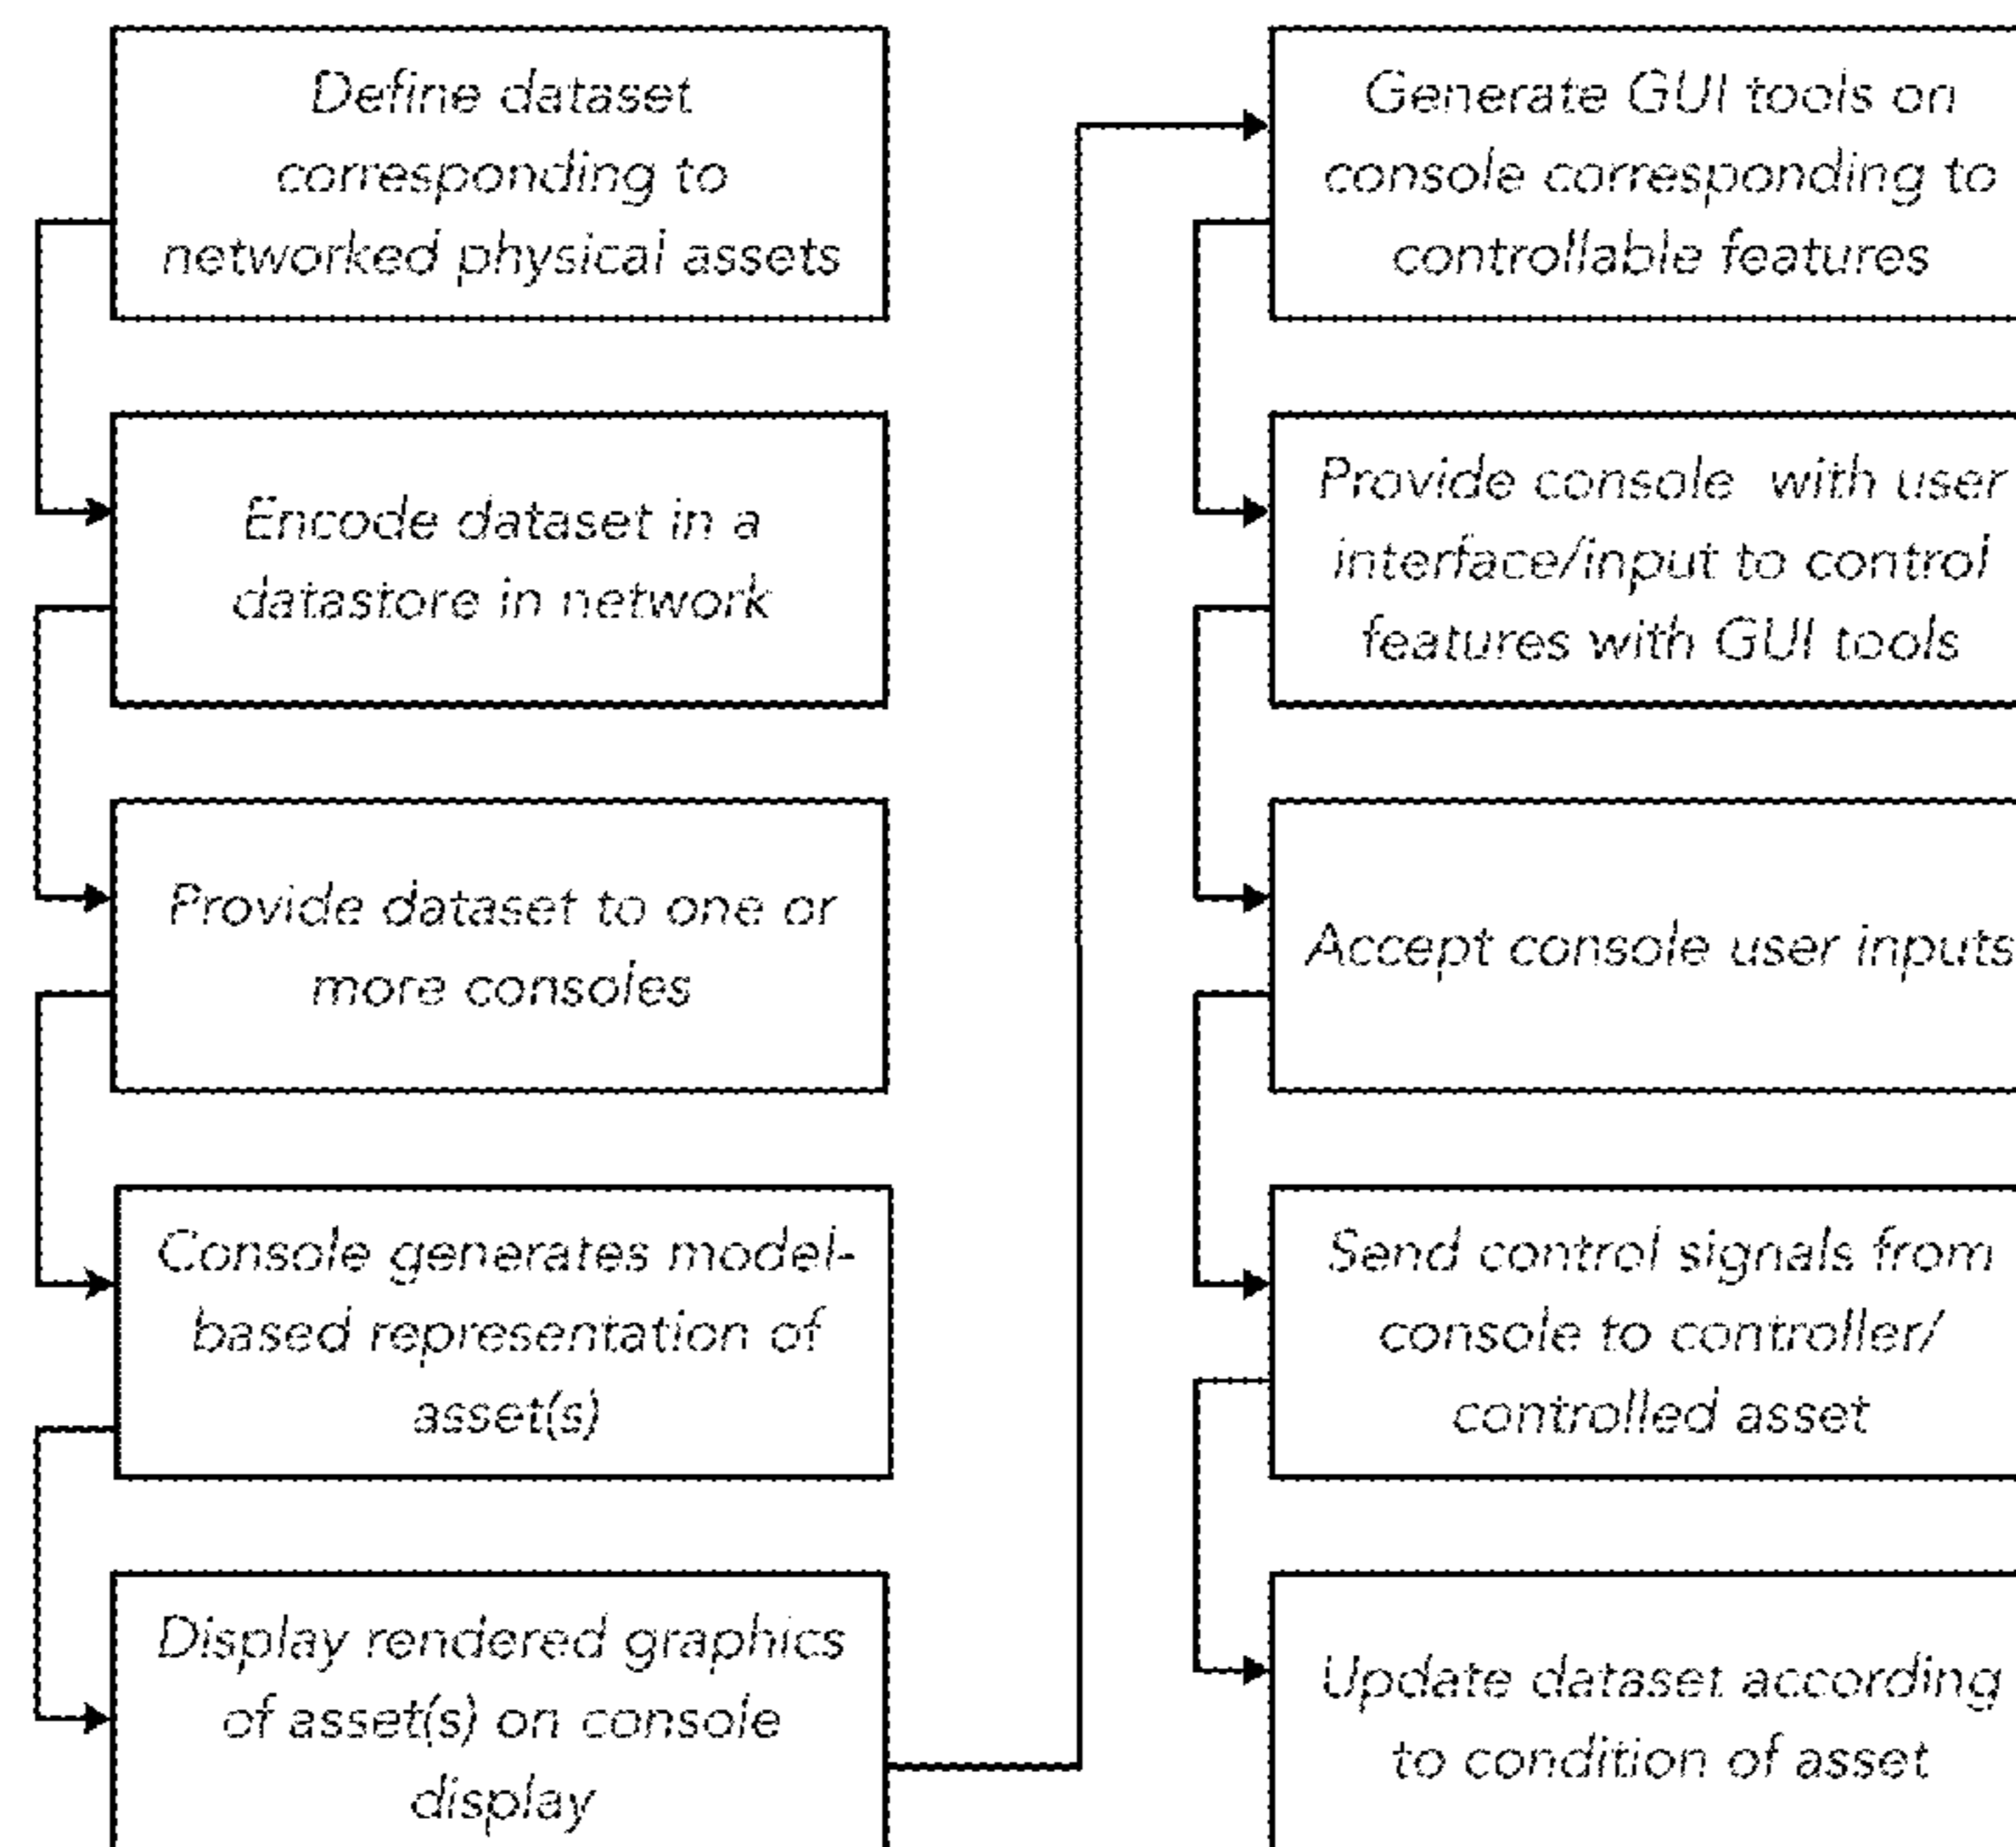 Define dataset
corresponding to
networked physical assets
Encode dataset in a
datastore in network
Provide dataset to one or
more consoles
Console generates model-
based representation of
asset(s)
Display rendered graphics
of asset(s) on console
display
Generate GUI tools on
console corresponding to
controllable features
Provide console with user
interface/input to control
features with GUI tools
Accept console user inputs
Send control signals from
console to controller/
controlled asset
Update dataset according
to condition of asset